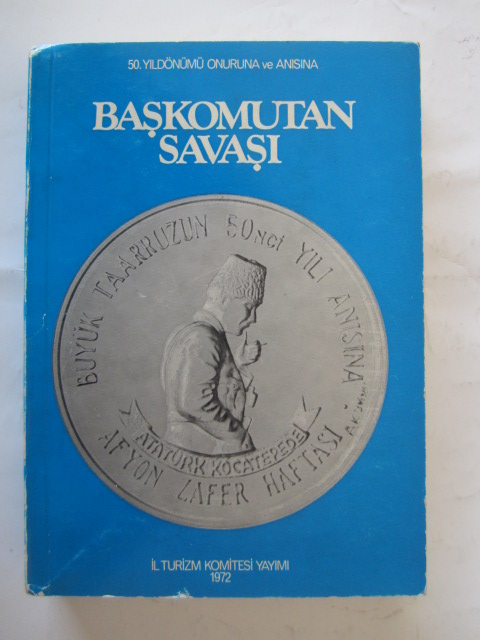 50. YILDÖNÜMÜ ONURUNA ve ANISINA
BAŞKOMUTAN
SAVAŞI
BÜYÜK TAARRUZUN 50NCİ YILI ANISINA
ATATÜRK KOCATEPEDE
AFYON ZAFER HAFTASI
İL TURİZM KOMİTESİ YAYIMI
1972